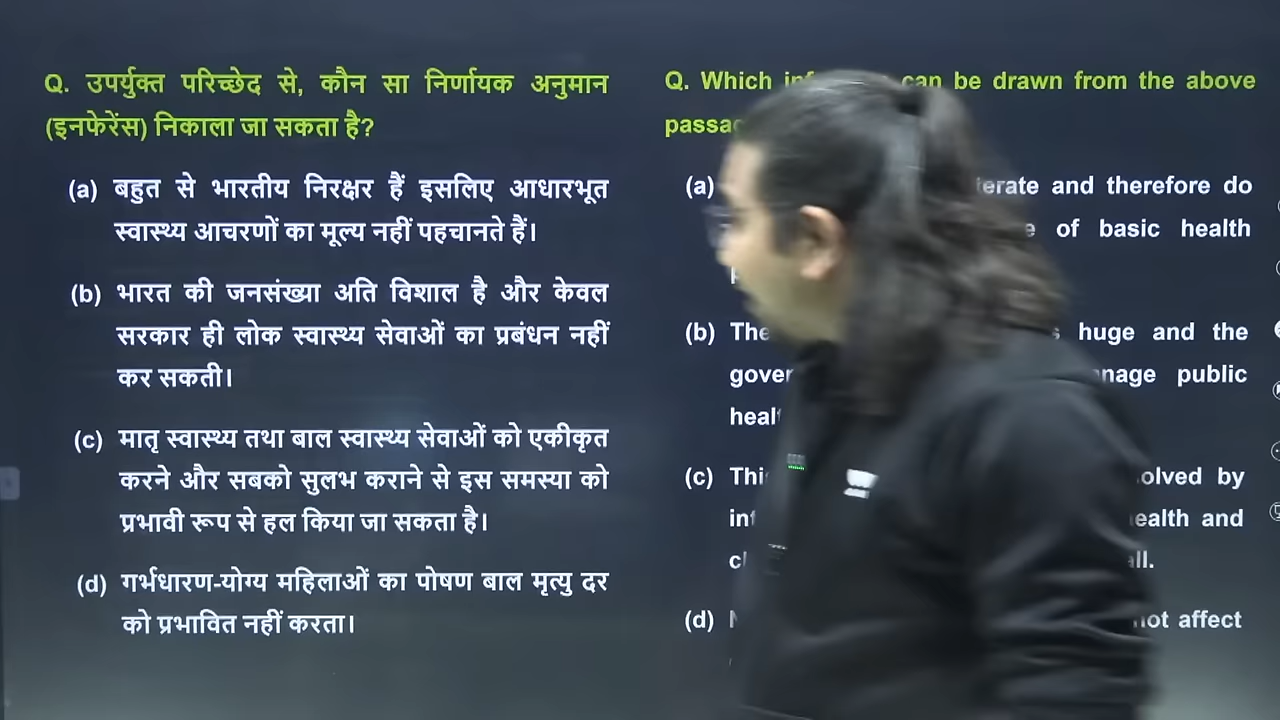 Q. उपर्युक्त परिच्छेद से, कौन सा निर्णायक अनुमान
(इनफेरेंस) निकाला जा सकता है?
(a) बहुत से भारतीय निरक्षर हैं इसलिए आधारभूत
स्वास्थ्य आचरणों का मूल्य नहीं पहचानते हैं।
(b) भारत की जनसंख्या अति विशाल है और केवल
सरकार ही लोक स्वास्थ्य सेवाओं का प्रबंधन नहीं
कर सकती।
(c) मातृ स्वास्थ्य तथा बाल स्वास्थ्य सेवाओं को एकीकृत
करने और सबको सुलभ कराने से इस समस्या को
प्रभावी रूप से हल किया जा सकता है।
(d) गर्भधारण-योग्य महिलाओं का पोषण बाल मृत्यु दर
को प्रभावित नहीं करता।
Q. Which can be drawn from the above
(a) and therefore do
of basic health
(b) huge and the
public
(c) by
and
(d) not affect